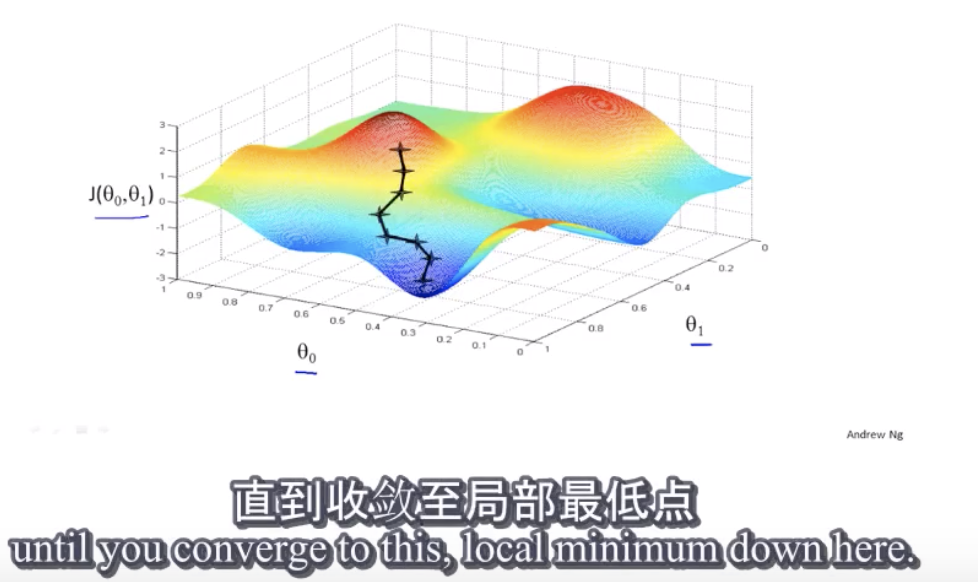 3
2
1
J(θ0,θ1) 0
-1
-2
-3
1 0.9 0.8 0.7 0.6 0.5 0.4 0.3 0.2 0.1 0
1 0.8 0.6 0.4 0.2 0
θ0
θ1
Andrew Ng
直到收敛至局部最低点
until you converge to this, local minimum down here.